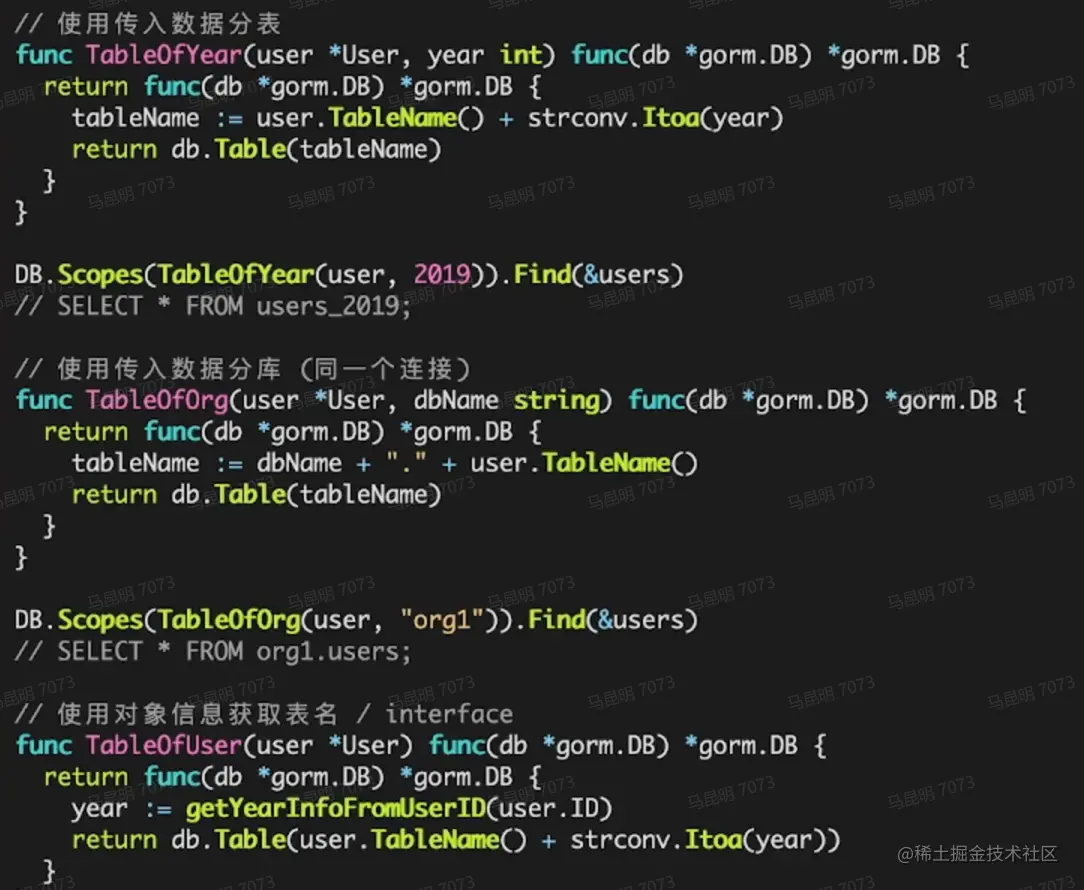 // 使用传入数据分表
func TableOfYear(user *User, year int) func(db *gorm.DB) *gorm.DB {
  return func(db *gorm.DB) *gorm.DB {
    tableName := user.TableName() + strconv.Itoa(year)
    return db.Table(tableName)
  }
}

DB.Scopes(TableOfYear(user, 2019)).Find(&users)
// SELECT * FROM users_2019;

// 使用传入数据分库 (同一个连接)
func TableOfOrg(user *User, dbName string) func(db *gorm.DB) *gorm.DB {
  return func(db *gorm.DB) *gorm.DB {
    tableName := dbName + "." + user.TableName()
    return db.Table(tableName)
  }
}

DB.Scopes(TableOfOrg(user, "org1")).Find(&users)
// SELECT * FROM org1.users;

// 使用对象信息获取表名 / interface
func TableOfUser(user *User) func(db *gorm.DB) *gorm.DB {
  return func(db *gorm.DB) *gorm.DB {
    year := getYearInfoFromUserID(user.ID)
    return db.Table(user.TableName() + strconv.Itoa(year))
  }
@稀土掘金技术社区
马昆明 7073